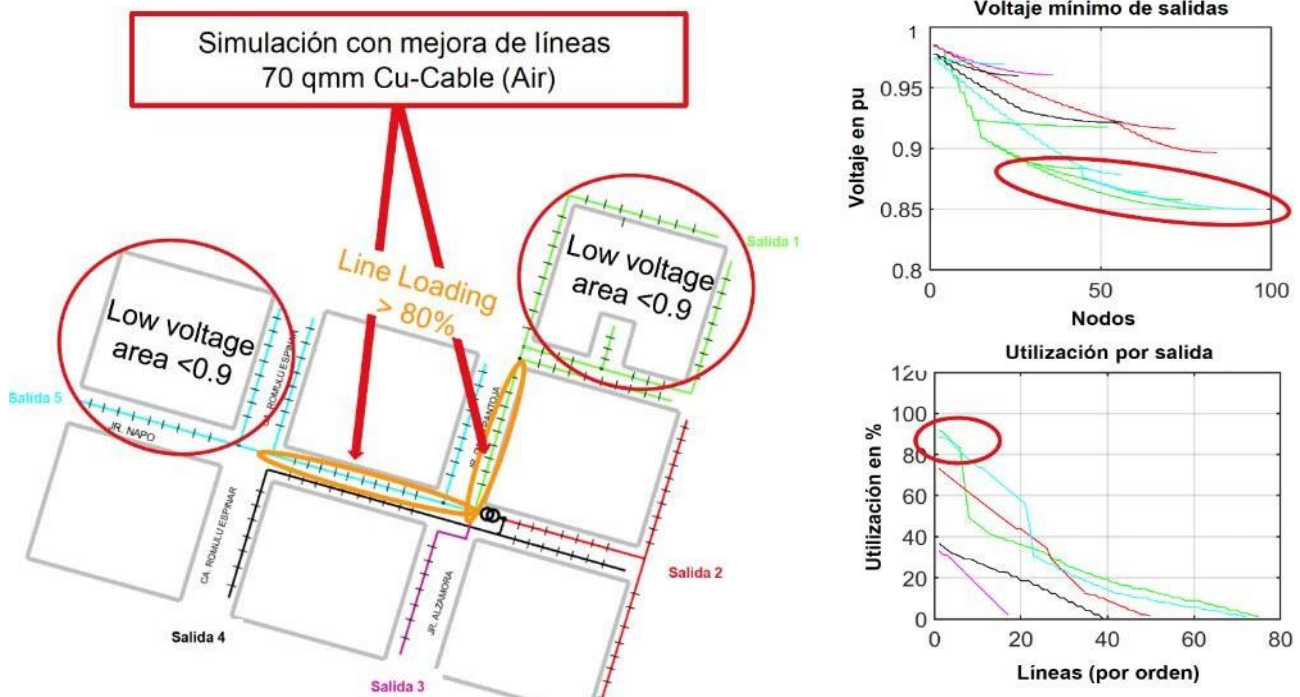 Simulación con mejora de líneas
70 qmm Cu-Cable (Air)
Line Loading
> 80%
Low voltage
area <0.9
Low voltage
area <0.9
Salida 1
Salida 5
JR. NAPO
CA. ROMULU ESPINAR
CA. ROMULU ESPINAR
PANTOJA
JR. ALZAMORA
Salida 2
Salida 4
Salida 3
Voltaje mínimo de salidas
Voltaje en pu
1
0.95
0.9
0.85
0.8
0
50
100
Nodos
Utilización por salida
Utilización en %
120
100
80
60
40
20
0
0
20
40
60
80
Líneas (por orden)